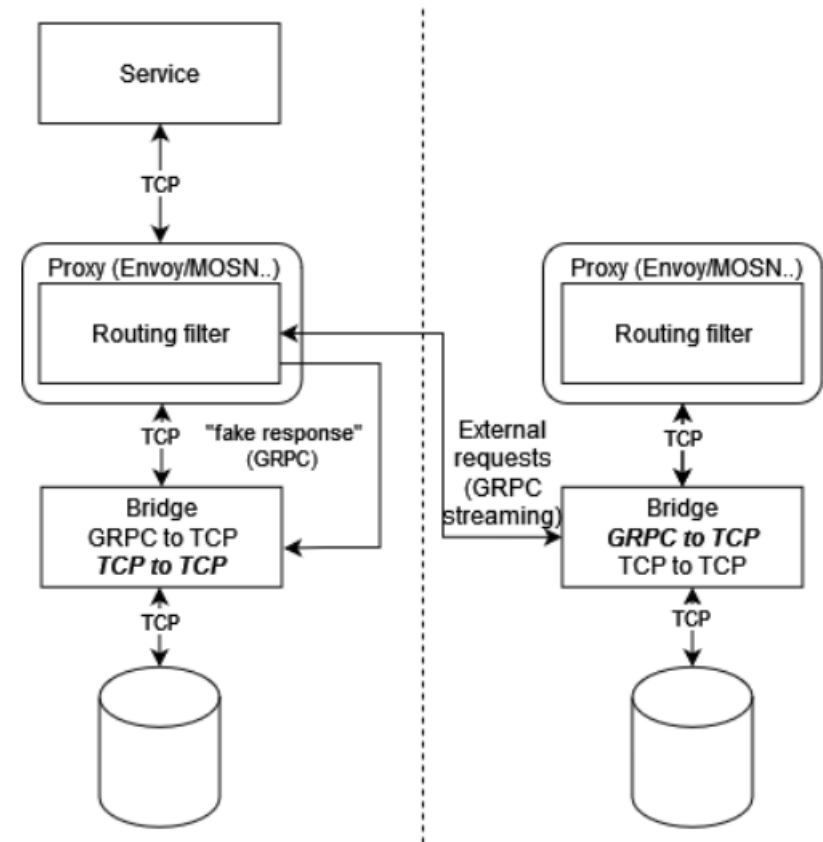 Service
TCP
Proxy (Envoy/MOSN..)
Routing filter
TCP
"fake response"
(GRPC)
Bridge
GRPC to TCP
TCP to TCP
TCP
External
requests
(GRPC
streaming)
Proxy (Envoy/MOSN..)
Routing filter
TCP
Bridge
GRPC to TCP
TCP to TCP
TCP